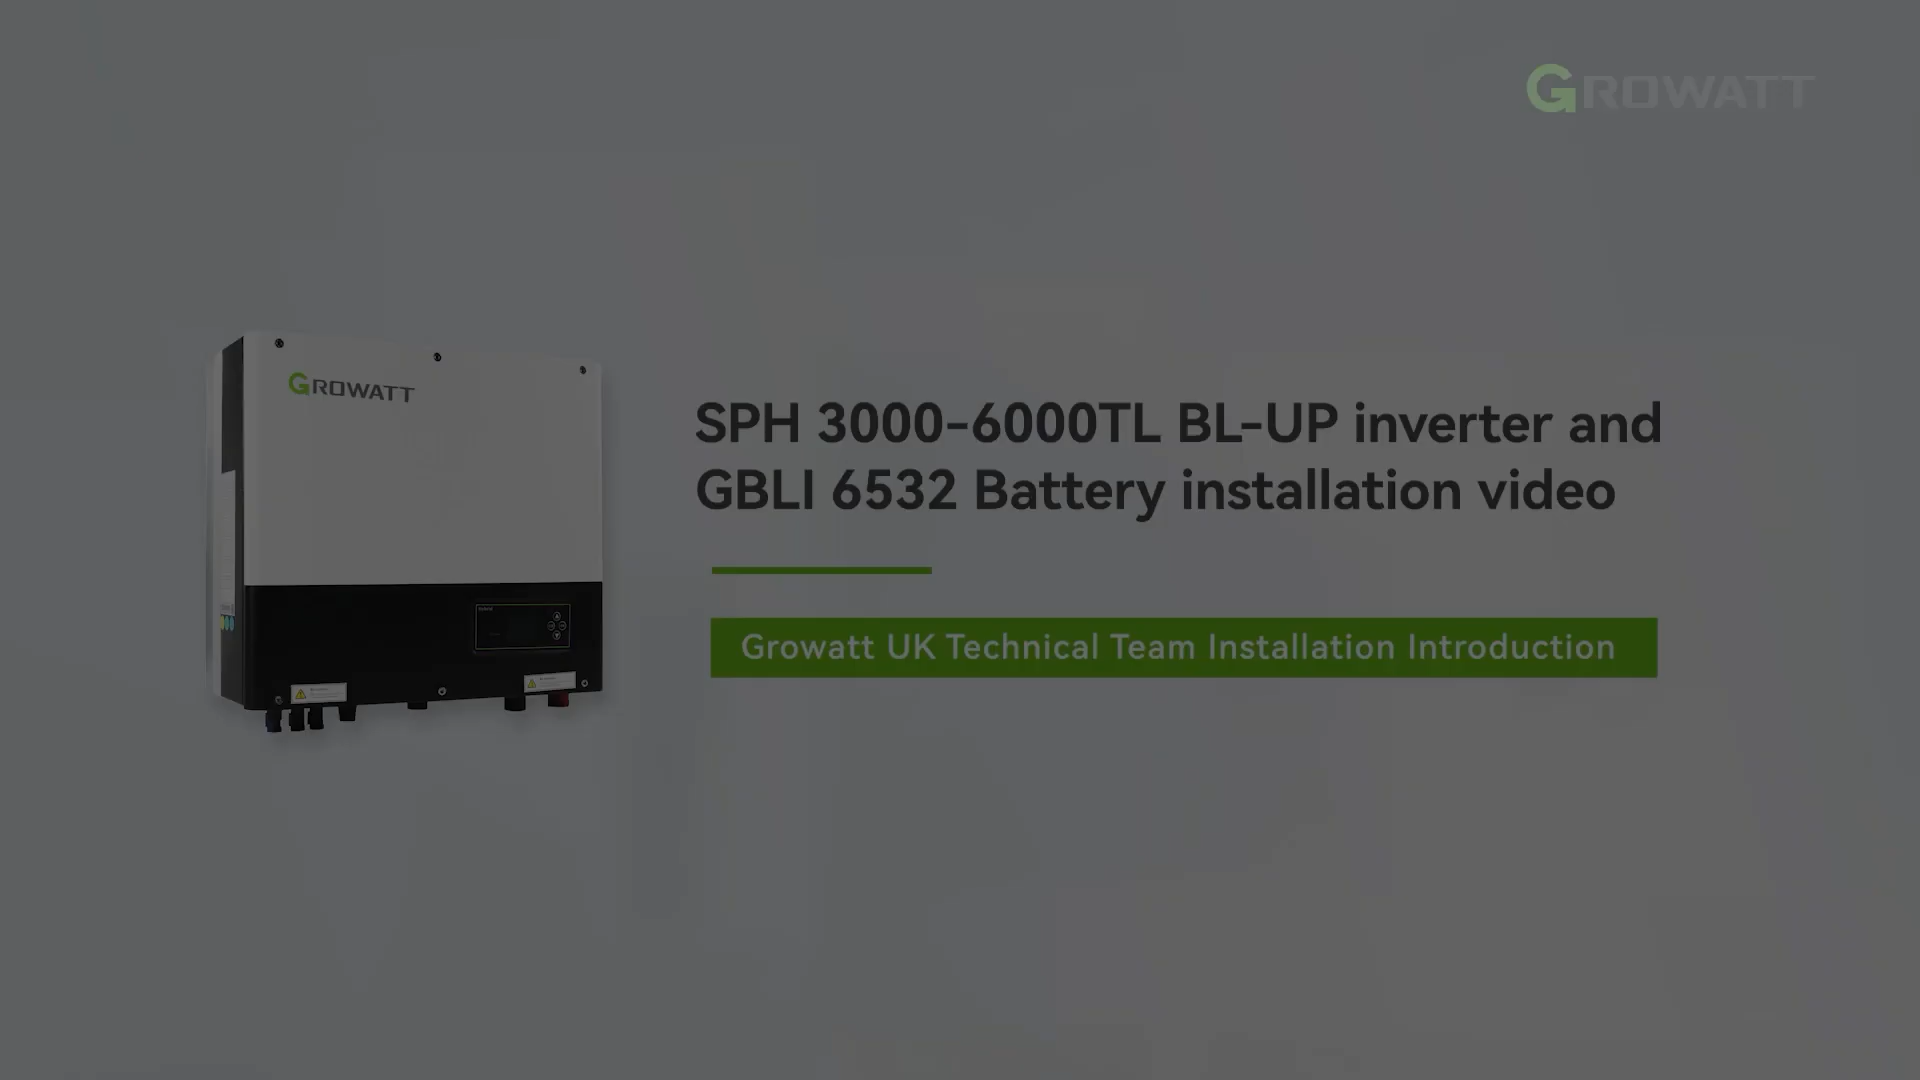 GROWATT
GROWATT
SPH 3000-6000TL BL-UP inverter and
GBLI 6532 Battery installation video
Growatt UK Technical Team Installation Introduction